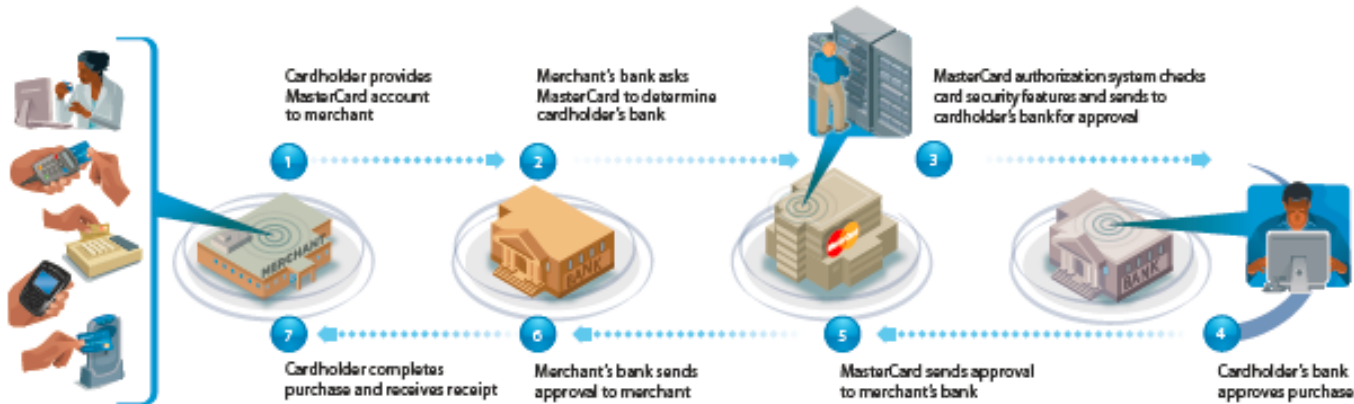 Cardholder provides
MasterCard account
to merchant
1
Merchant's bank asks
MasterCard to determine
cardholder's bank
2
MasterCard authorization system checks
card security features and sends to
cardholder's bank for approval
3
MERCHANT
BANK
MasterCard
BANK
7
Cardholder completes
purchase and receives receipt
6
Merchant's bank sends
approval to merchant
5
MasterCard sends approval
to merchant's bank
4
Cardholder's bank
approves purchase